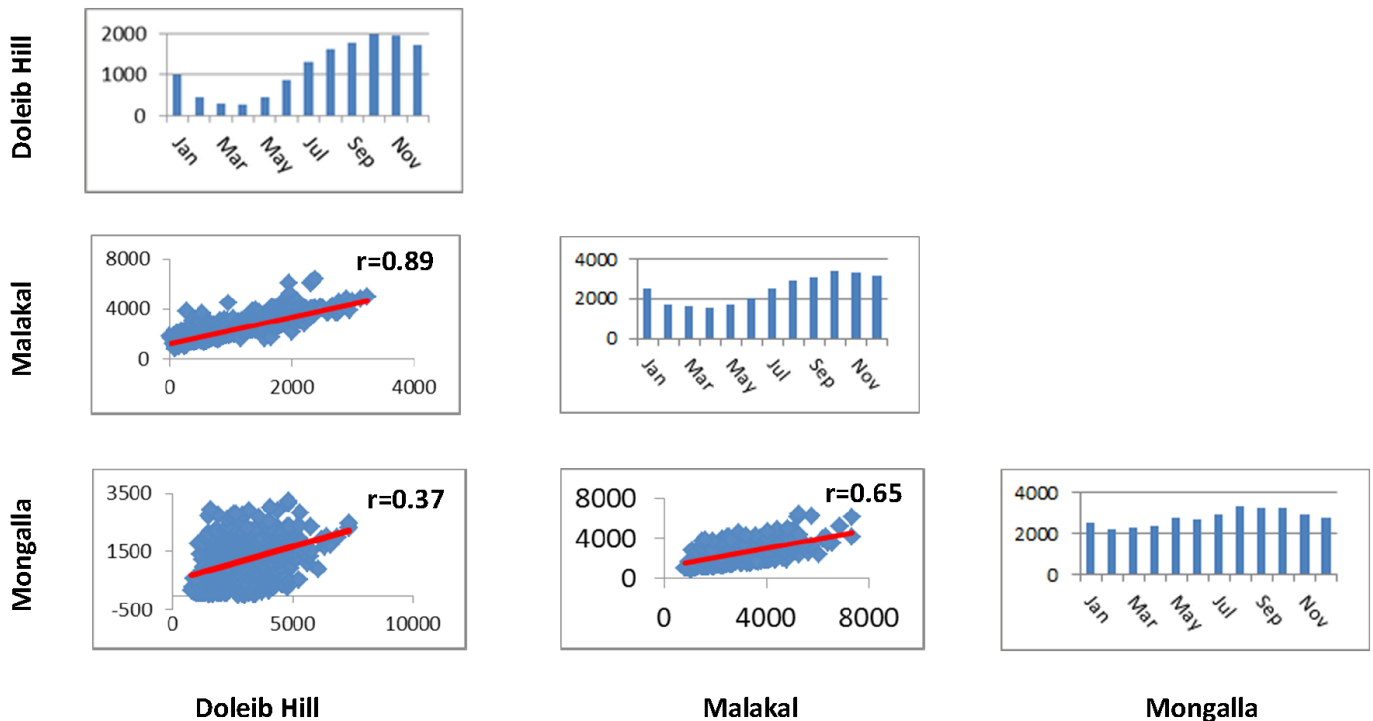 Doleib Hill
2000
1000
0
Jan Mar May Jul Sep Nov
Malakal
8000
4000
0
0 2000 4000
r=0.89
4000
2000
0
Jan Mar May Jul Sep Nov
Mongalla
3500
1500
-500
0 5000 10000
r=0.37
8000
4000
0
0 4000 8000
r=0.65
4000
2000
0
Jan Mar May Jul Sep Nov
Doleib Hill Malakal Mongalla